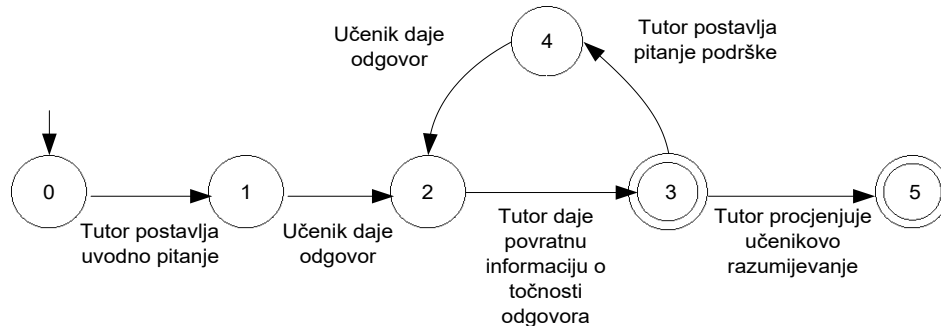 Učenik daje
odgovor
4
Tutor postavlja
pitanje podrške
0
1
2
3
5
Tutor postavlja
uvodno pitanje
Učenik daje
odgovor
Tutor daje
povratnu
informaciju o
točnosti
odgovora
Tutor procjenjuje
učenikovo
razumijevanje